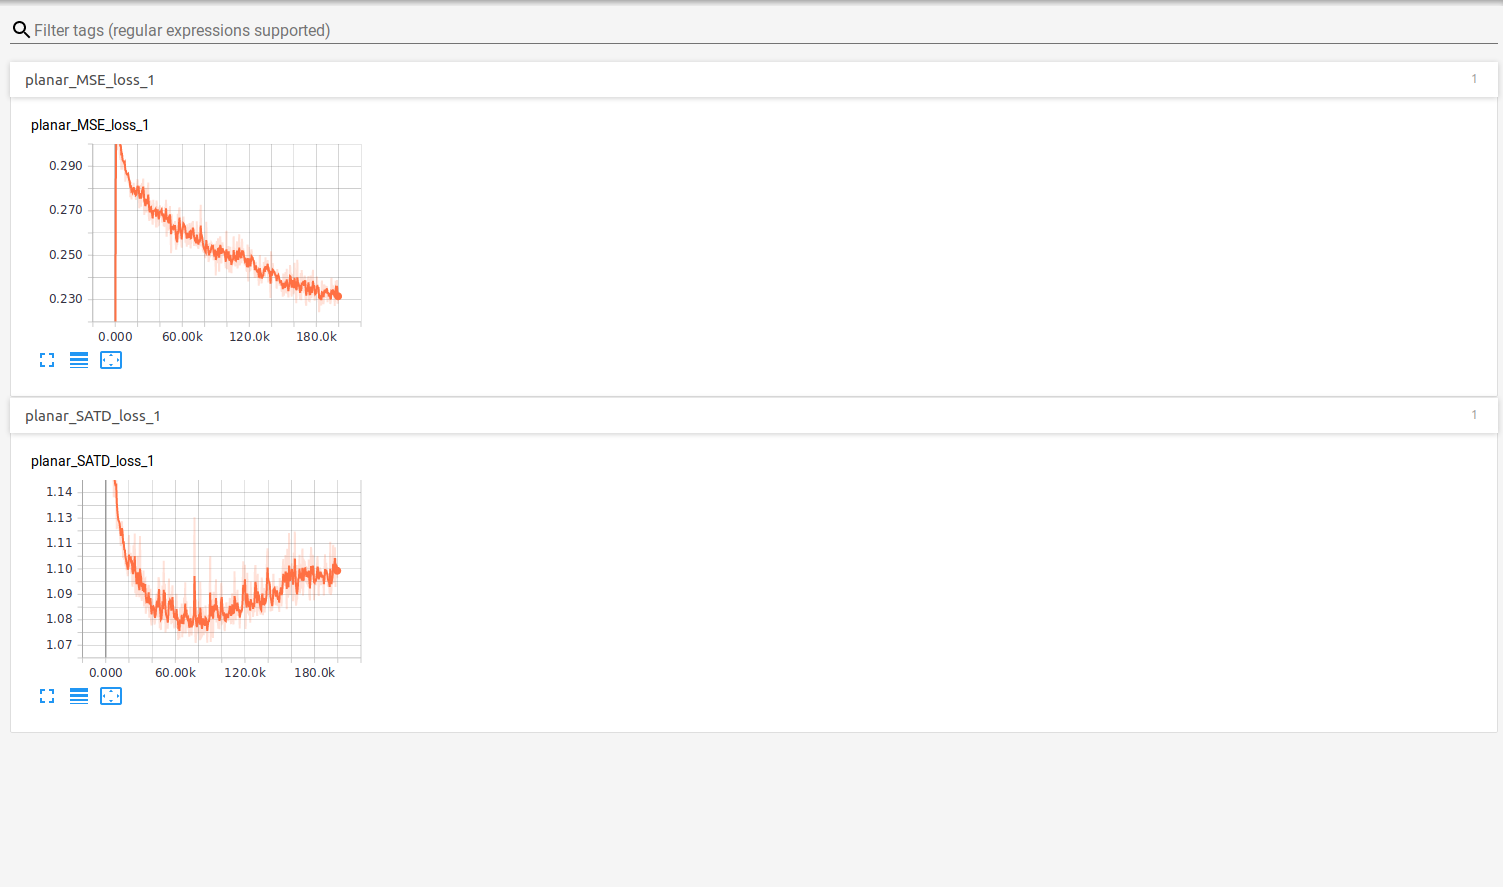 Filter tags (regular expressions supported)
planar_MSE_loss_1
1
planar_MSE_loss_1
0.290
0.270
0.250
0.230
0.000 60.00k 120.0k 180.0k
planar_SATD_loss_1
1
planar_SATD_loss_1
1.14
1.13
1.11
1.10
1.09
1.08
1.07
0.000 60.00k 120.0k 180.0k